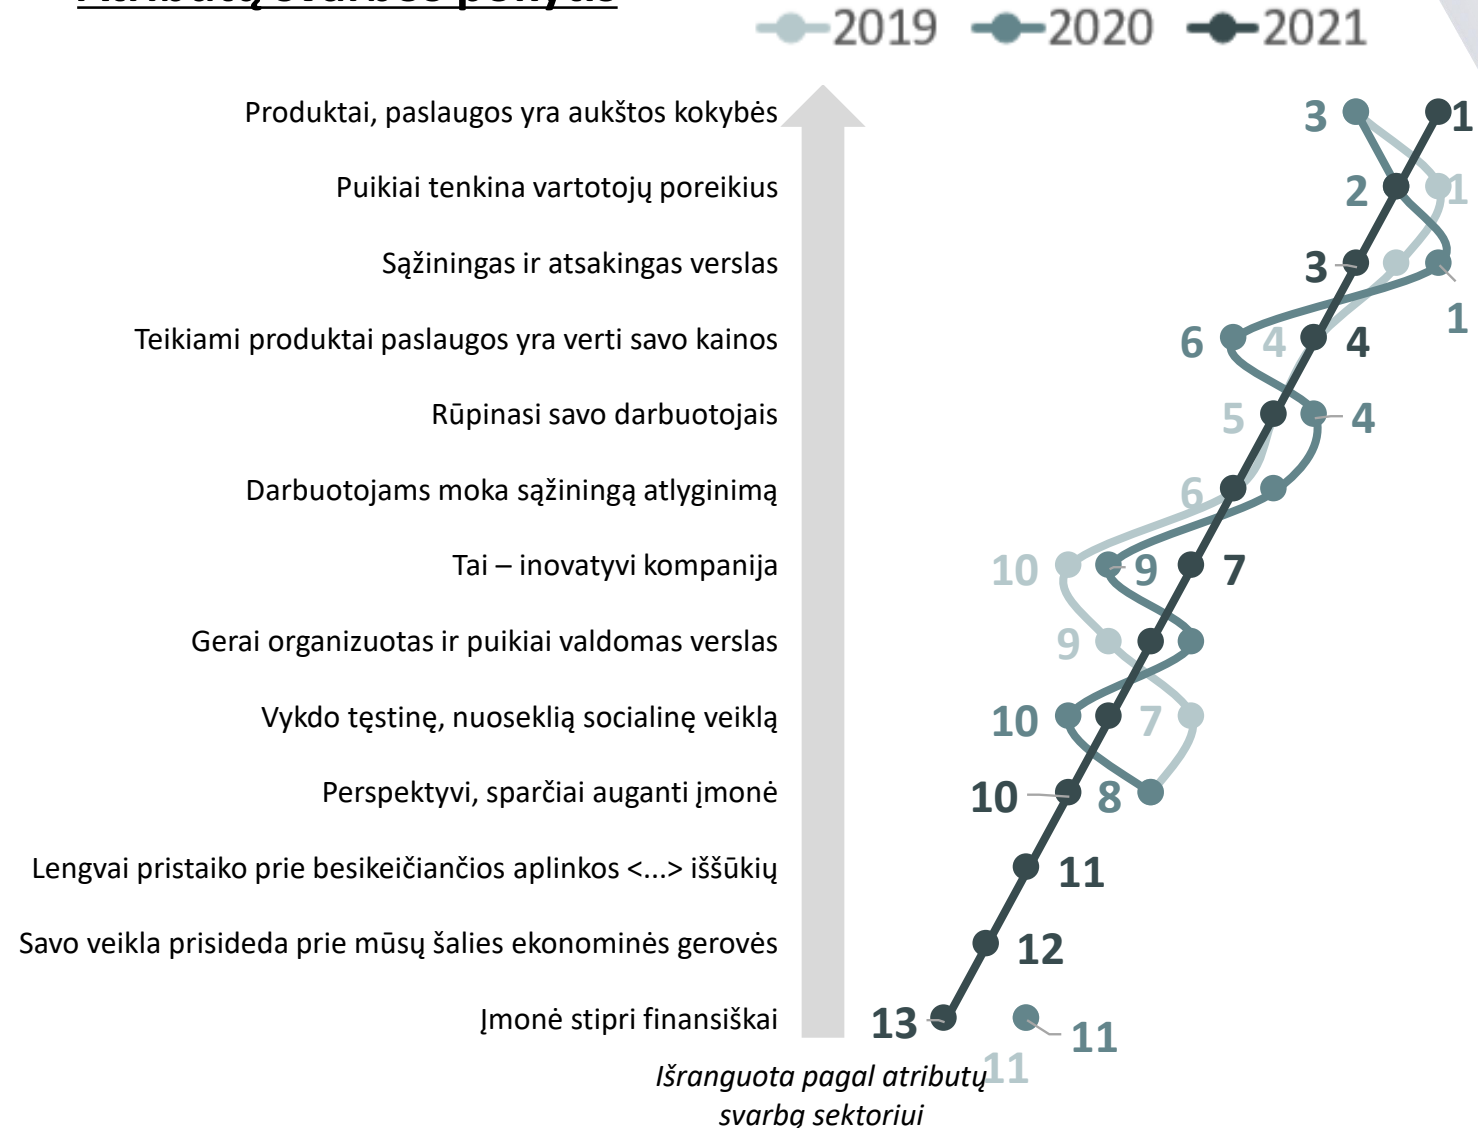 2019 2020 2021
Produktai, paslaugos yra aukštos kokybės 3 1
Puikiai tenkina vartotojų poreikius 2 1
Sąžiningas ir atsakingas verslas 3 1
Teikiami produktai paslaugos yra verti savo kainos 6 4 4
Rūpinasi savo darbuotojais 5 4
Darbuotojams moka sąžiningą atlyginimą 6
Tai – inovatyvi kompanija 10 9 7
Gerai organizuotas ir puikiai valdomas verslas 9
Vykdo tęstinę, nuoseklią socialinę veiklą 10 7
Perspektyvi, sparčiai auganti įmonė 10 8
Lengvai pristaiko prie besikeičiančios aplinkos <...> iššūkių 11
Savo veikla prisideda prie mūsų šalies ekonominės gerovės 12
Įmonė stipri finansiškai 13 11
11
Išranguota pagal atributų
svarbą sektoriui